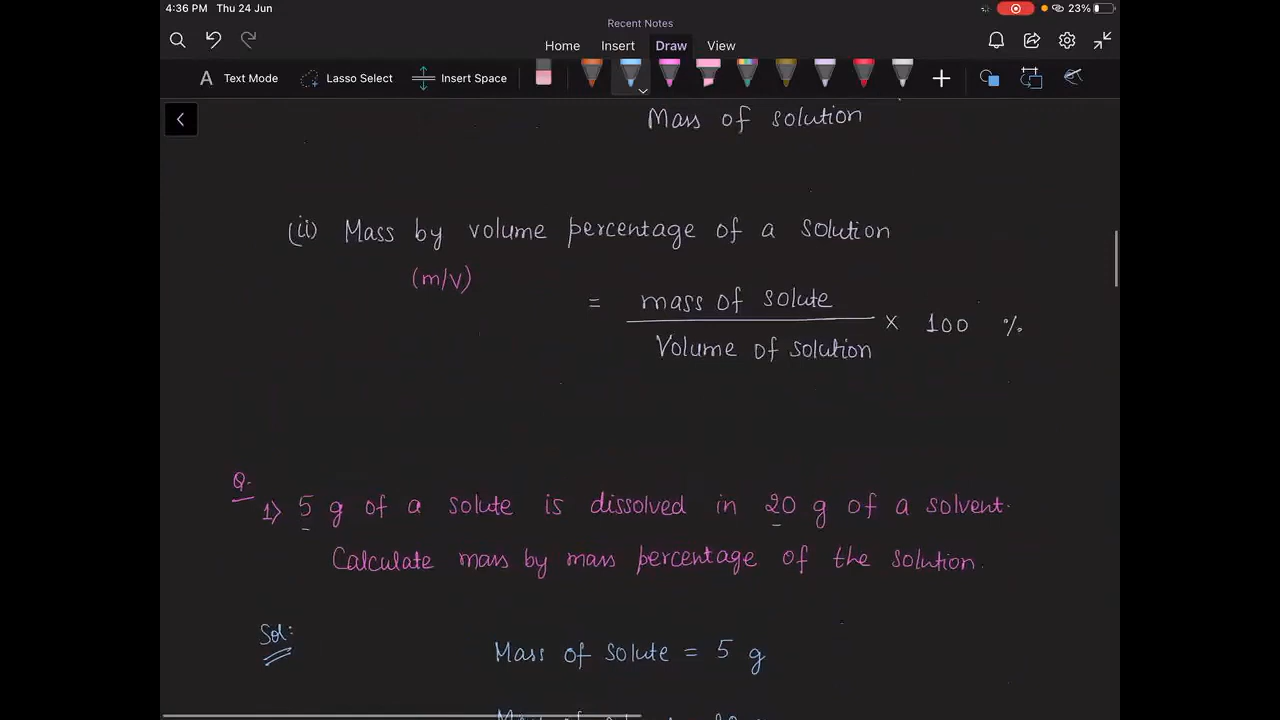 4:36 PM Thu 24 Jun
23%
Recent Notes
Home Insert Draw View
A Text Mode Lasso Select Insert Space
Mass of solution
(ii) Mass by volume percentage of a solution
(m/v)
= mass of solute
Volume of solution
× 100 %
Q.
1) 5 g of a solute is dissolved in 20 g of a solvent.
Calculate mass by mass percentage of the solution.
Sol:
Mass of solute = 5 g